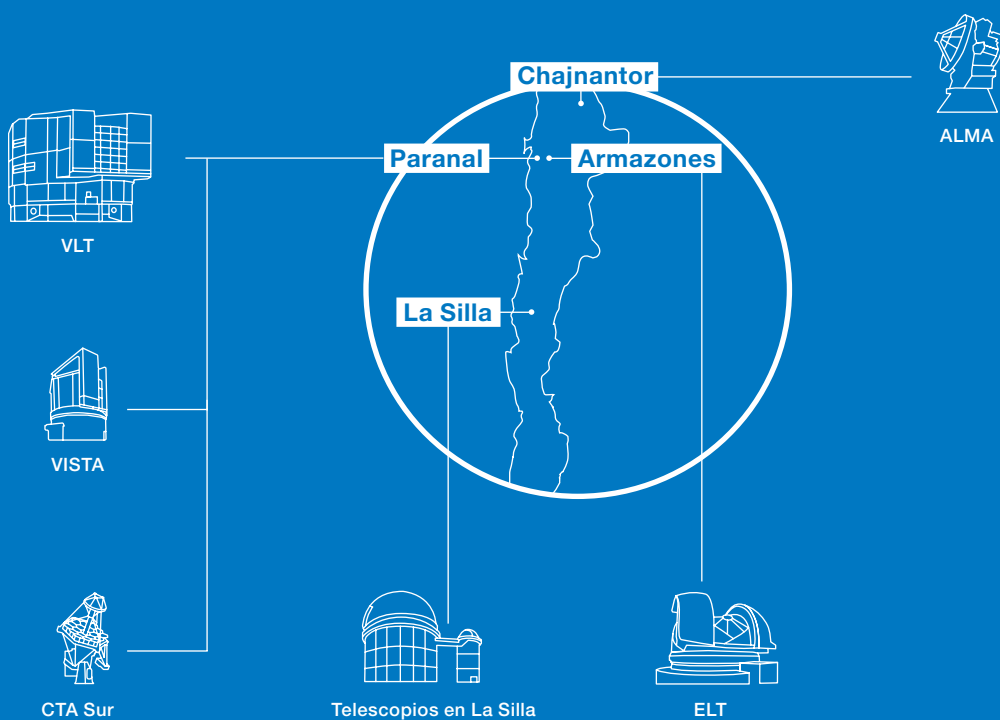 Chajnantor
ALMA
Paranal
Armazones
VLT
La Silla
VISTA
CTA Sur
Telescopios en La Silla
ELT